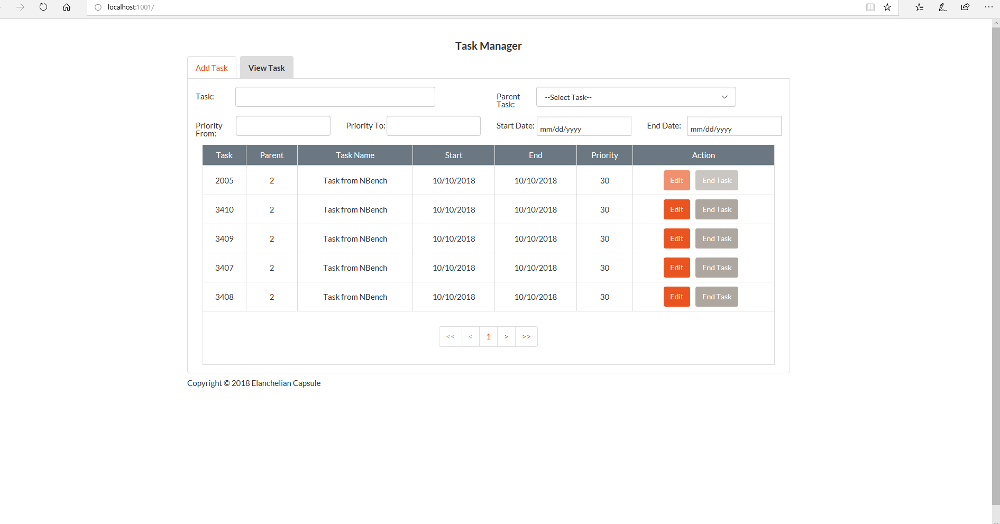 localhost:1001/
Task Manager
Add Task View Task
Task: Parent Task: --Select Task--
Priority From: Priority To: Start Date: mm/dd/yyyy End Date: mm/dd/yyyy
Task Parent Task Name Start End Priority Action
2005 2 Task from NBench 10/10/2018 10/10/2018 30 Edit End Task
3410 2 Task from NBench 10/10/2018 10/10/2018 30 Edit End Task
3409 2 Task from NBench 10/10/2018 10/10/2018 30 Edit End Task
3407 2 Task from NBench 10/10/2018 10/10/2018 30 Edit End Task
3408 2 Task from NBench 10/10/2018 10/10/2018 30 Edit End Task
<< < 1 > >>
Copyright © 2018 Elanchelian Capsule